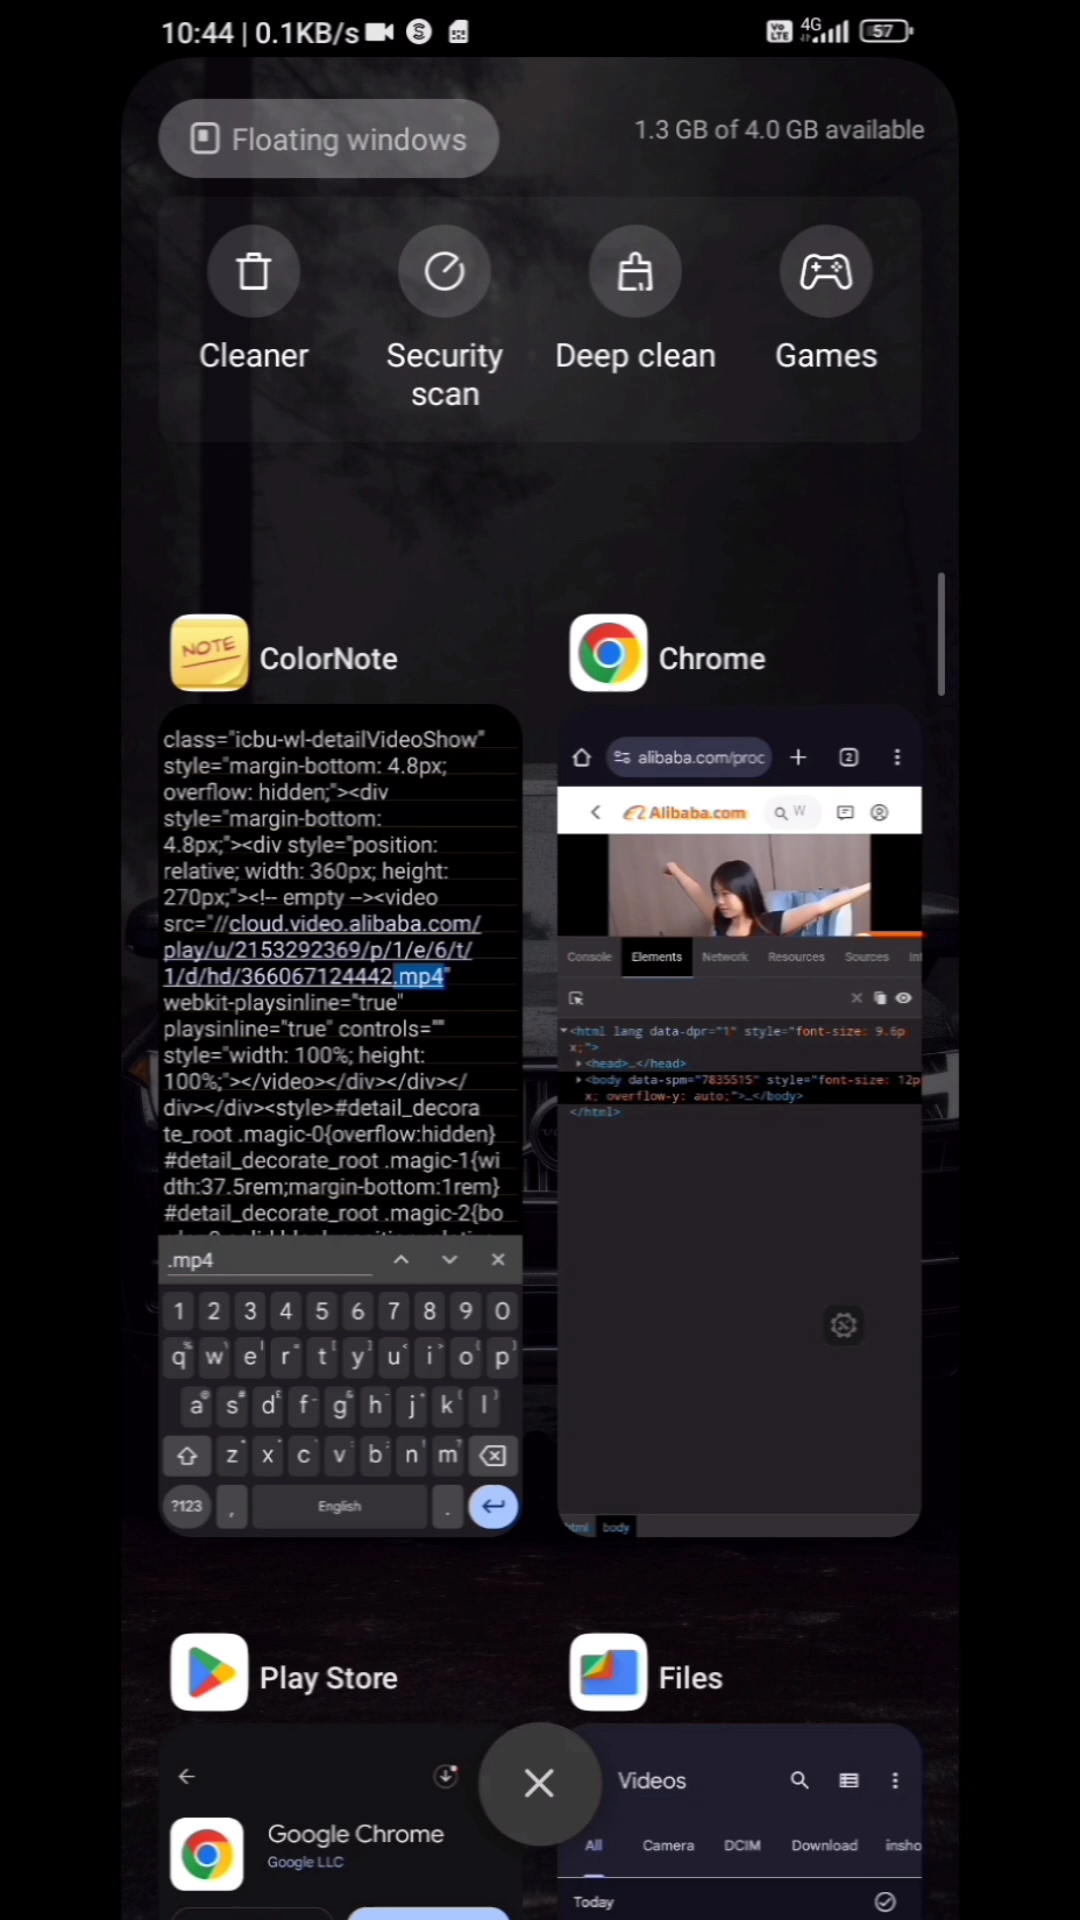 10:44 | 0.1KB/s
Vo LTE 4G 57
Floating windows
1.3 GB of 4.0 GB available
Cleaner
Security scan
Deep clean
Games
NOTE
ColorNote
class="icbu-wl-detailVideoShow"
style="margin-bottom: 4.8px;
overflow: hidden;"><div
style="margin-bottom:
4.8px;"><div style="position:
relative; width: 360px; height:
270px;"><!-- empty --><video
src="//cloud.video.alibaba.com/
play/u/2153292369/p/1/e/6/t/
1/d/hd/366067124442.mp4"
webkit-playsinline="true"
playsinline="true" controls=""
style="width: 100%; height:
100%;"></video></div></div></
div></div><style>#detail_decora
te_root .magic-0{overflow:hidden}
#detail_decorate_root .magic-1{wi
dth:37.5rem;margin-bottom:1rem}
#detail_decorate_root .magic-2{bo
.mp4
1 2 3 4 5 6 7 8 9 0
q w e r t y u i o p
a s d f g h j k l
z x c v b n m
?123 , English .
Chrome
alibaba.com/proc
2
Alibaba.com
W
Console Elements Network Resources Sources In
<html lang data-dpr="1" style="font-size: 9.6p
x;">
<head>…</head>
<body data-spm="7835515" style="font-size: 12p
x; overflow-y: auto;">…</body>
</html>
html body
Play Store
Google Chrome
Google LLC
Files
Videos
All Camera DCIM Download insho
Today